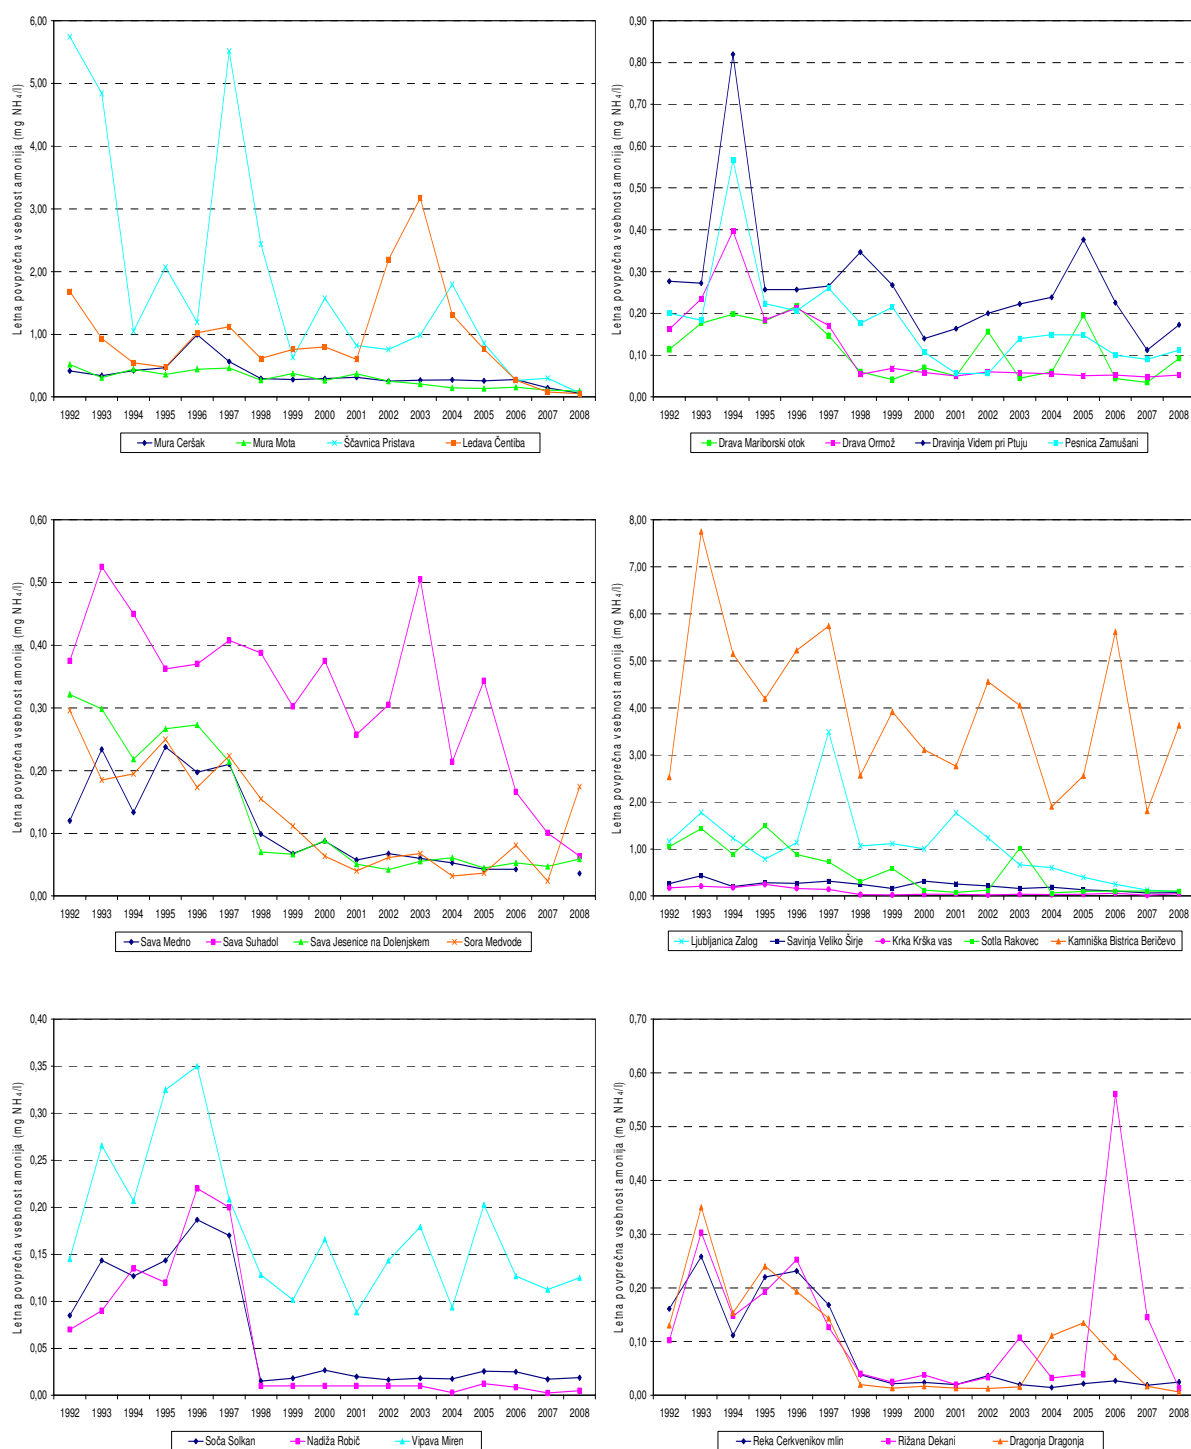 Letna povprečna vsebnost amonija (mg NH₄/l)
6,00
5,00
4,00
3,00
2,00
1,00
0,00
1992 1993 1994 1995 1996 1997 1998 1999 2000 2001 2002 2003 2004 2005 2006 2007 2008
Mura Ceršak Mura Mota Ščavnica Pristava Ledava Čentiba
Letna povprečna vsebnost amonija (mg NH₄/l)
0,90
0,80
0,70
0,60
0,50
0,40
0,30
0,20
0,10
0,00
1992 1993 1994 1995 1996 1997 1998 1999 2000 2001 2002 2003 2004 2005 2006 2007 2008
Drava Mariborski otok Drava Ormož Dravinja Videm pri Ptuju Pesnica Zamušani
Letna povprečna vsebnost amonija (mg NH₄/l)
0,60
0,50
0,40
0,30
0,20
0,10
0,00
1992 1993 1994 1995 1996 1997 1998 1999 2000 2001 2002 2003 2004 2005 2006 2007 2008
Sava Medno Sava Suhadol Sava Jesenice na Dolenjskem Sora Medvode
Letna povprečna vsebnost amonija (mg NH₄/l)
8,00
7,00
6,00
5,00
4,00
3,00
2,00
1,00
0,00
1992 1993 1994 1995 1996 1997 1998 1999 2000 2001 2002 2003 2004 2005 2006 2007 2008
Ljubljanica Zalog Savinja Veliko Širje Krka Krška vas Sotla Rakovec Kamniška Bistrica Beričevo
Letna povprečna vsebnost amonija (mg NH₄/l)
0,40
0,35
0,30
0,25
0,20
0,15
0,10
0,05
0,00
1992 1993 1994 1995 1996 1997 1998 1999 2000 2001 2002 2003 2004 2005 2006 2007 2008
Soča Solkan Nadiža Robič Vipava Miren
Letna povprečna vsebnost amonija (mg NH₄/l)
0,70
0,60
0,50
0,40
0,30
0,20
0,10
0,00
1992 1993 1994 1995 1996 1997 1998 1999 2000 2001 2002 2003 2004 2005 2006 2007 2008
Reka Cerkvenikov mlin Rižana Dekani Dragonja Dragonja